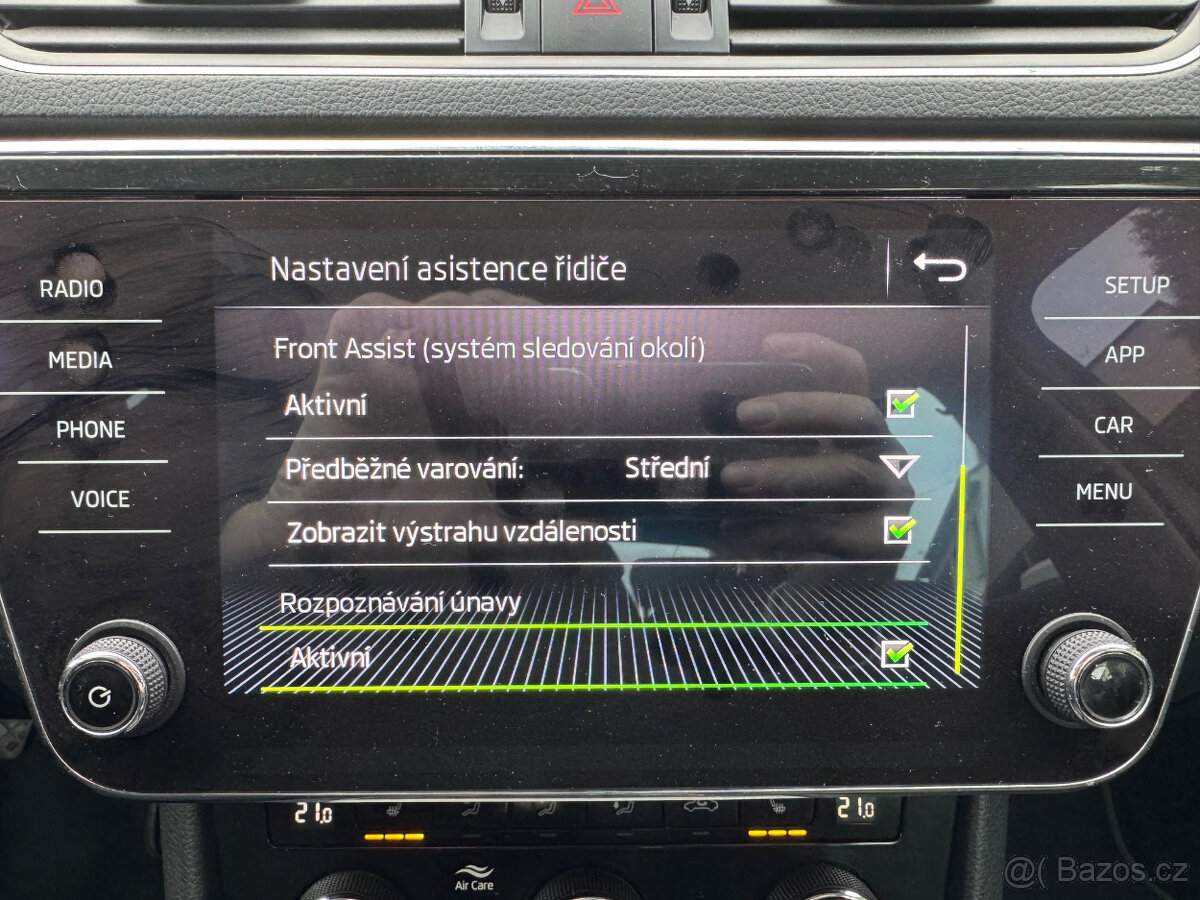 Nastavení asistence řidiče
RADIO
MEDIA
PHONE
VOICE
Front Assist (systém sledování okolí)
Aktivní
Předběžné varování: Střední
Zobrazit výstrahu vzdálenosti
Rozpoznávání únavy
Aktivní
SETUP
APP
CAR
MENU
21.0
21.0
Air Care
@( Bazos.cz